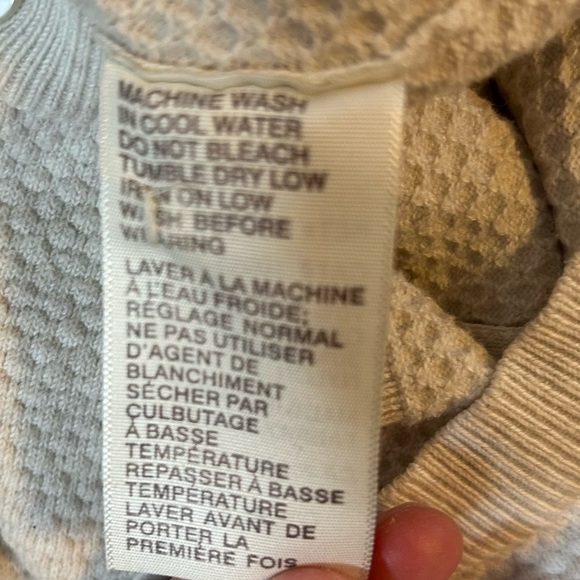 MACHINE WASH
IN COOL WATER
DO NOT BLEACH
TUMBLE DRY LOW
IRON ON LOW
WASH BEFORE
WEARING
LAVER À LA MACHINE
À L'EAU FROIDE;
RÉGLAGE NORMAL
NE PAS UTILISER
D'AGENT DE
BLANCHIMENT
SÉCHER PAR
CULBUTAGE
À BASSE
TEMPÉRATURE
REPASSER À BASSE
TEMPÉRATURE
LAVER AVANT DE
PORTER LA
PREMIÈRE FOIS